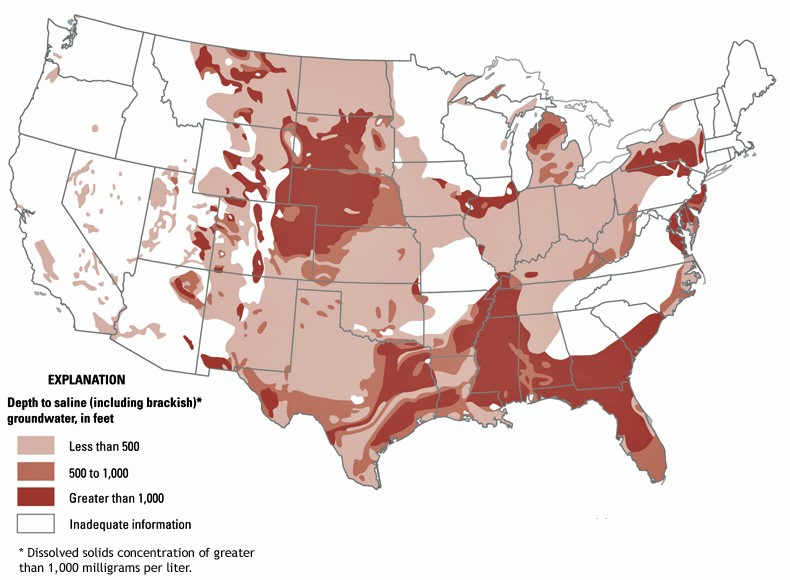 EXPLANATION
Depth to saline (including brackish)*
groundwater, in feet
Less than 500
500 to 1,000
Greater than 1,000
Inadequate information
* Dissolved solids concentration of greater
than 1,000 milligrams per liter.